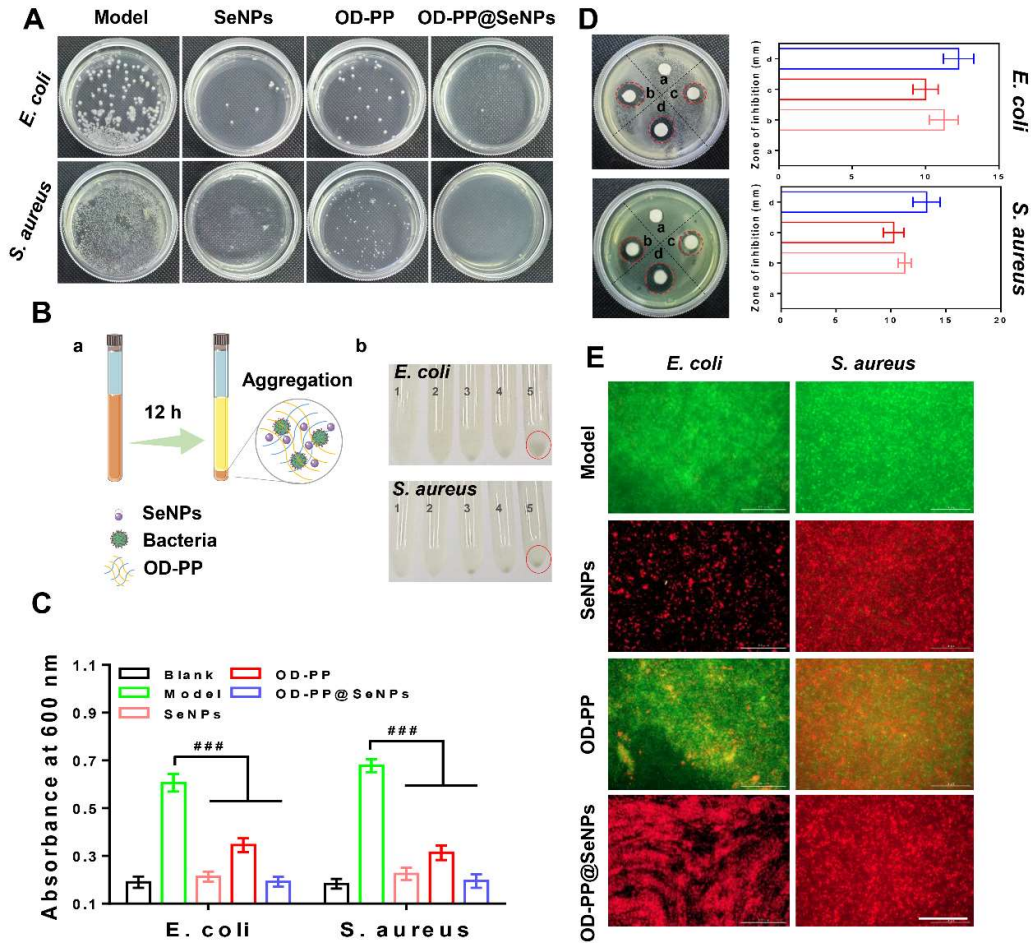 A
Model SeNPs OD-PP OD-PP@SeNPs
E. coli
S. aureus
B
a
12 h
Aggregation
SeNPs
Bacteria
OD-PP
b
E. coli
1 2 3 4 5
S. aureus
1 2 3 4 5
C
Absorbance at 600 nm
1.1
0.9
0.7
0.5
0.3
0.1
Blank OD-PP
Model OD-PP@SeNPs
SeNPs
###
###
E. coli S. aureus
D
a
b c
d
Zone of inhibition (mm)
d
c
b
a
0 5 10 15
E. coli
a
b c
d
Zone of inhibition (mm)
d
c
b
a
0 5 10 15 20
S. aureus
E
E. coli S. aureus
Model
SeNPs
OD-PP
OD-PP@SeNPs